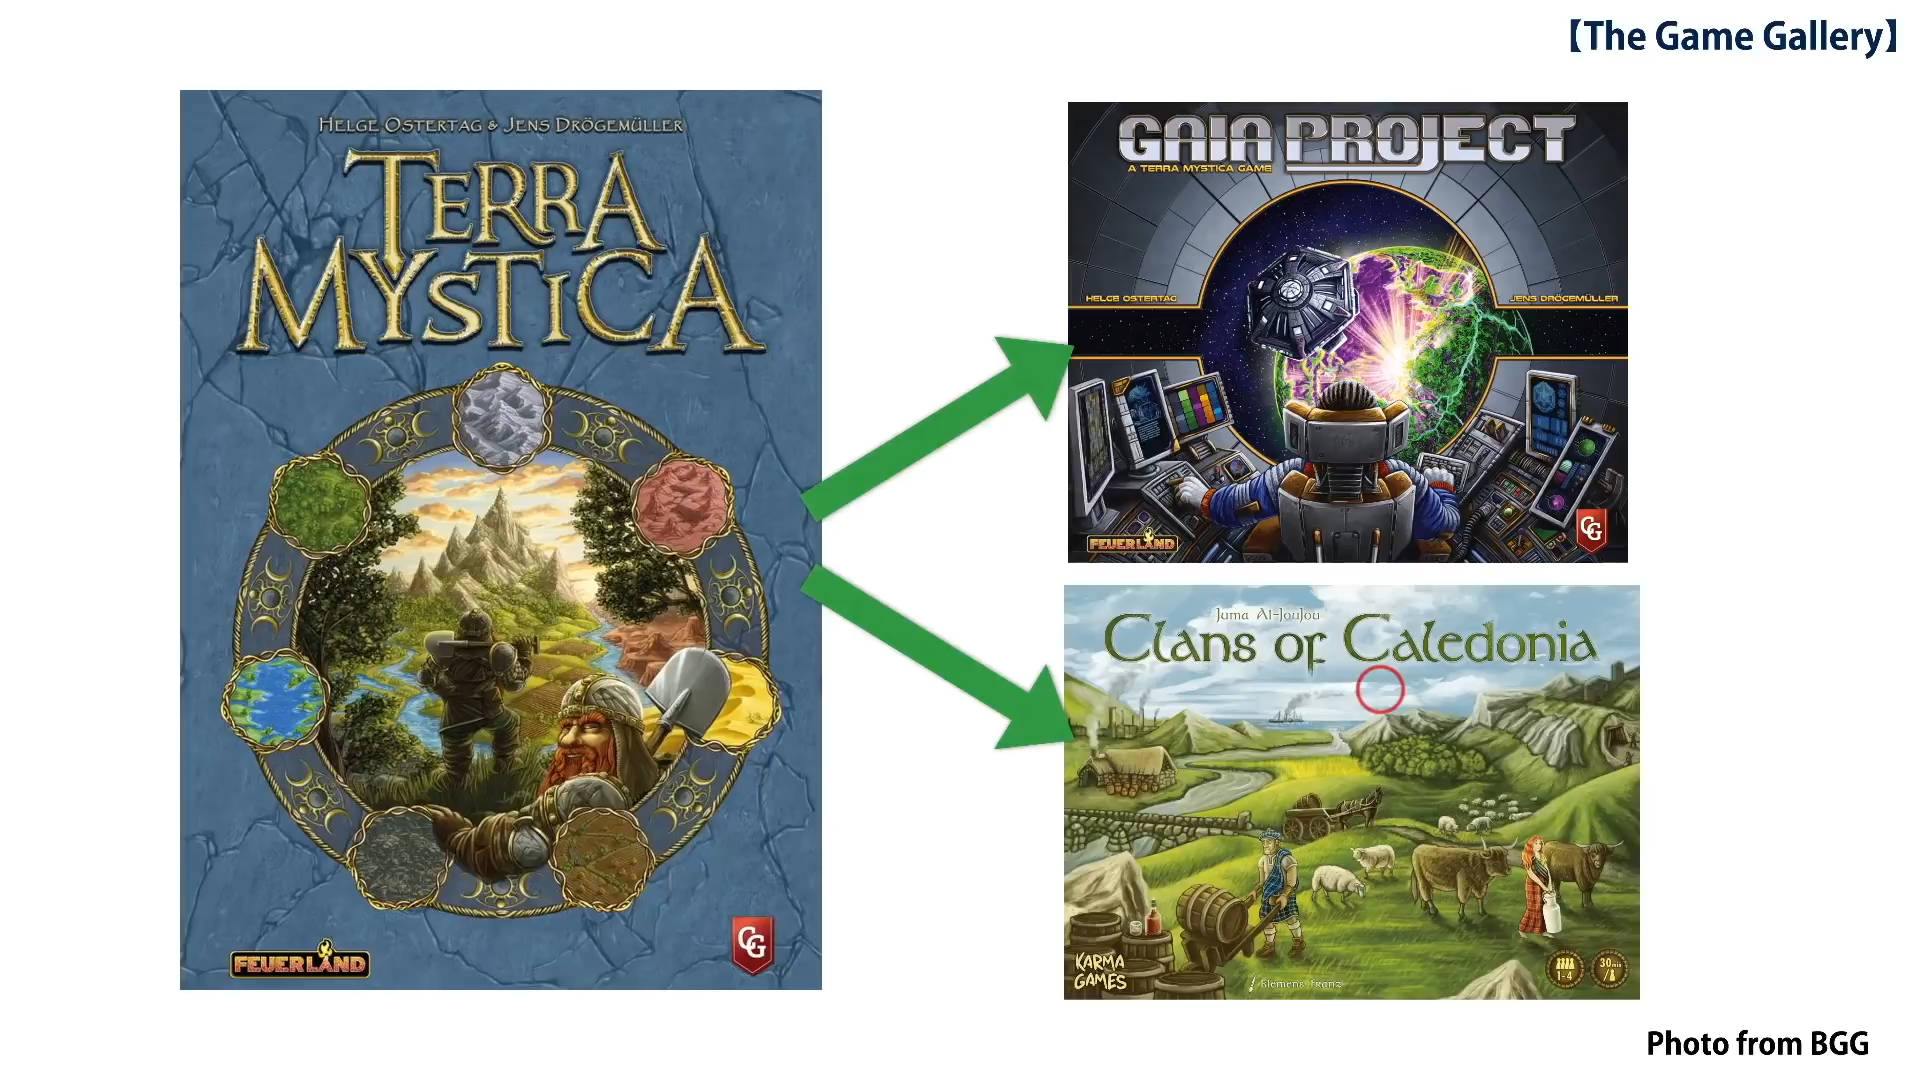 【The Game Gallery】
HELGE OSTERTAG & JENS DRÖGEMÜLLER
TERRA
MYSTICA
FEUERLAND
CG
GAIA PROJECT
A TERRA MYSTICA GAME
HELGE OSTERTAG
JENS DRÖGEMÜLLER
FEUERLAND
CG
Juma Al-JouJou
Clans of Caledonia
KARMA
GAMES
Klemens Franz
1-4
30min
Photo from BGG